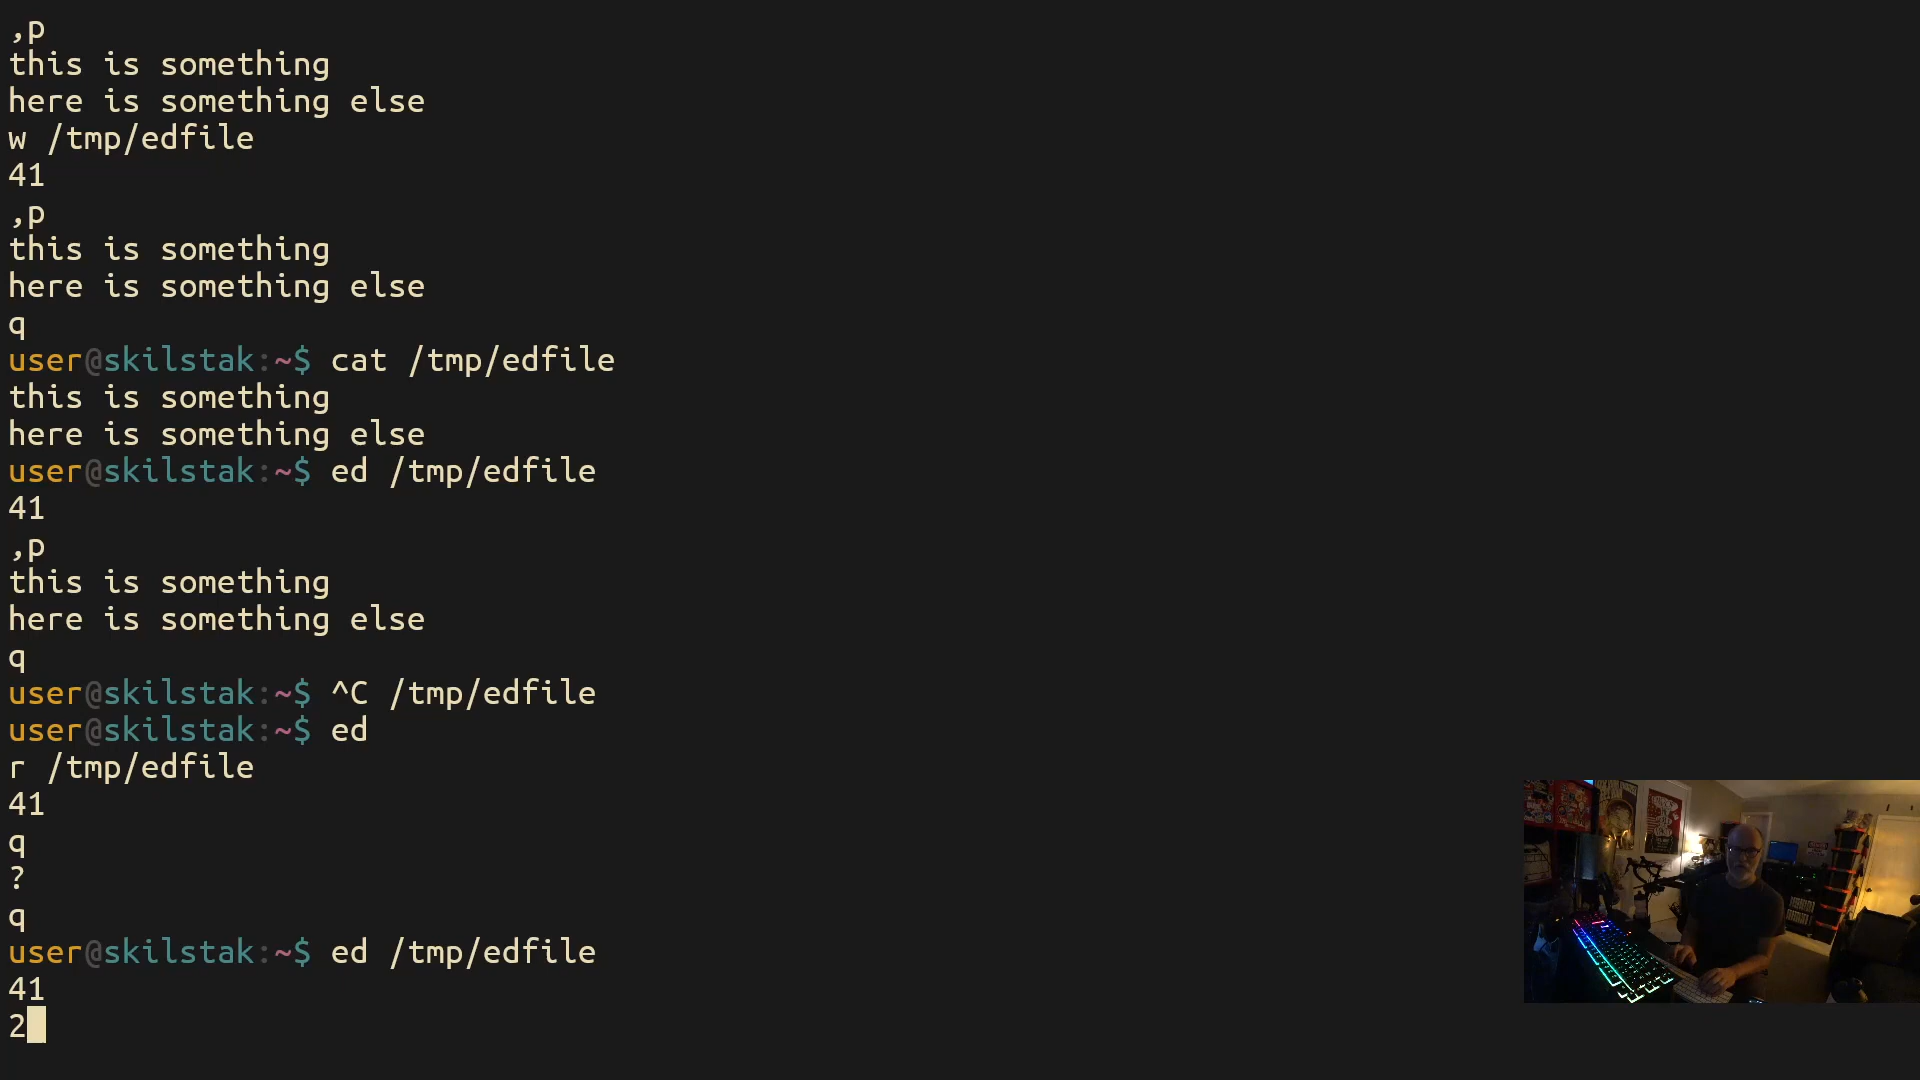 ,p
this is something
here is something else
w /tmp/edfile
41
,p
this is something
here is something else
q
user@skilstak:~$ cat /tmp/edfile
this is something
here is something else
user@skilstak:~$ ed /tmp/edfile
41
,p
this is something
here is something else
q
user@skilstak:~$ ^C /tmp/edfile
user@skilstak:~$ ed
r /tmp/edfile
41
q
?
q
user@skilstak:~$ ed /tmp/edfile
41
2